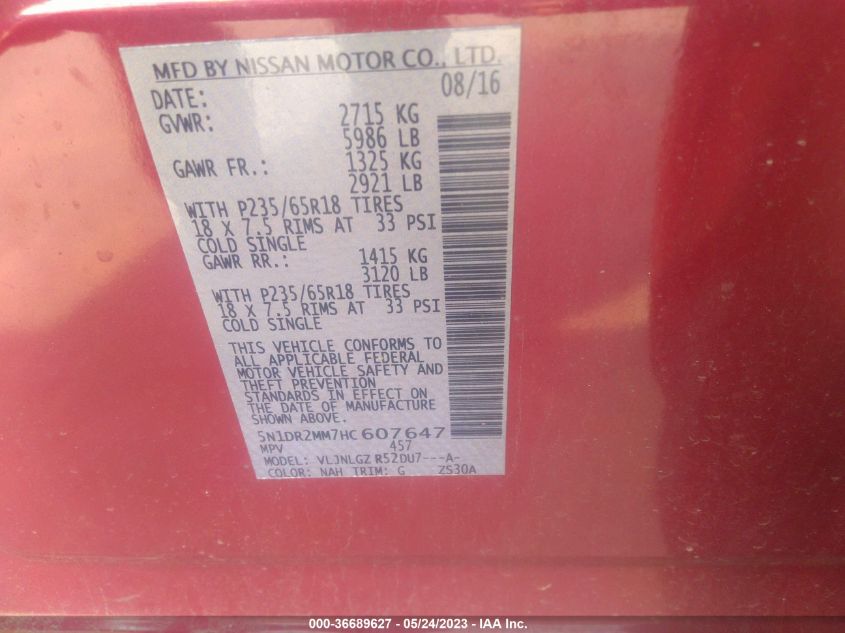 MFD BY NISSAN MOTOR CO., LTD.
DATE: 08/16
GVWR: 2715 KG
5986 LB
GAWR FR.: 1325 KG
2921 LB
WITH P235/65R18 TIRES
18 X 7.5 RIMS AT 33 PSI
COLD SINGLE
GAWR RR.: 1415 KG
3120 LB
WITH P235/65R18 TIRES
18 X 7.5 RIMS AT 33 PSI
COLD SINGLE
THIS VEHICLE CONFORMS TO
ALL APPLICABLE FEDERAL
MOTOR VEHICLE SAFETY AND
THEFT PREVENTION
STANDARDS IN EFFECT ON
THE DATE OF MANUFACTURE
SHOWN ABOVE.
5N1DR2MM7HC607647
MPV 457
MODEL: VLJNLGZ R52DU7---A-
COLOR: NAH TRIM: G ZS30A
000-36689627 - 05/24/2023 - IAA Inc.